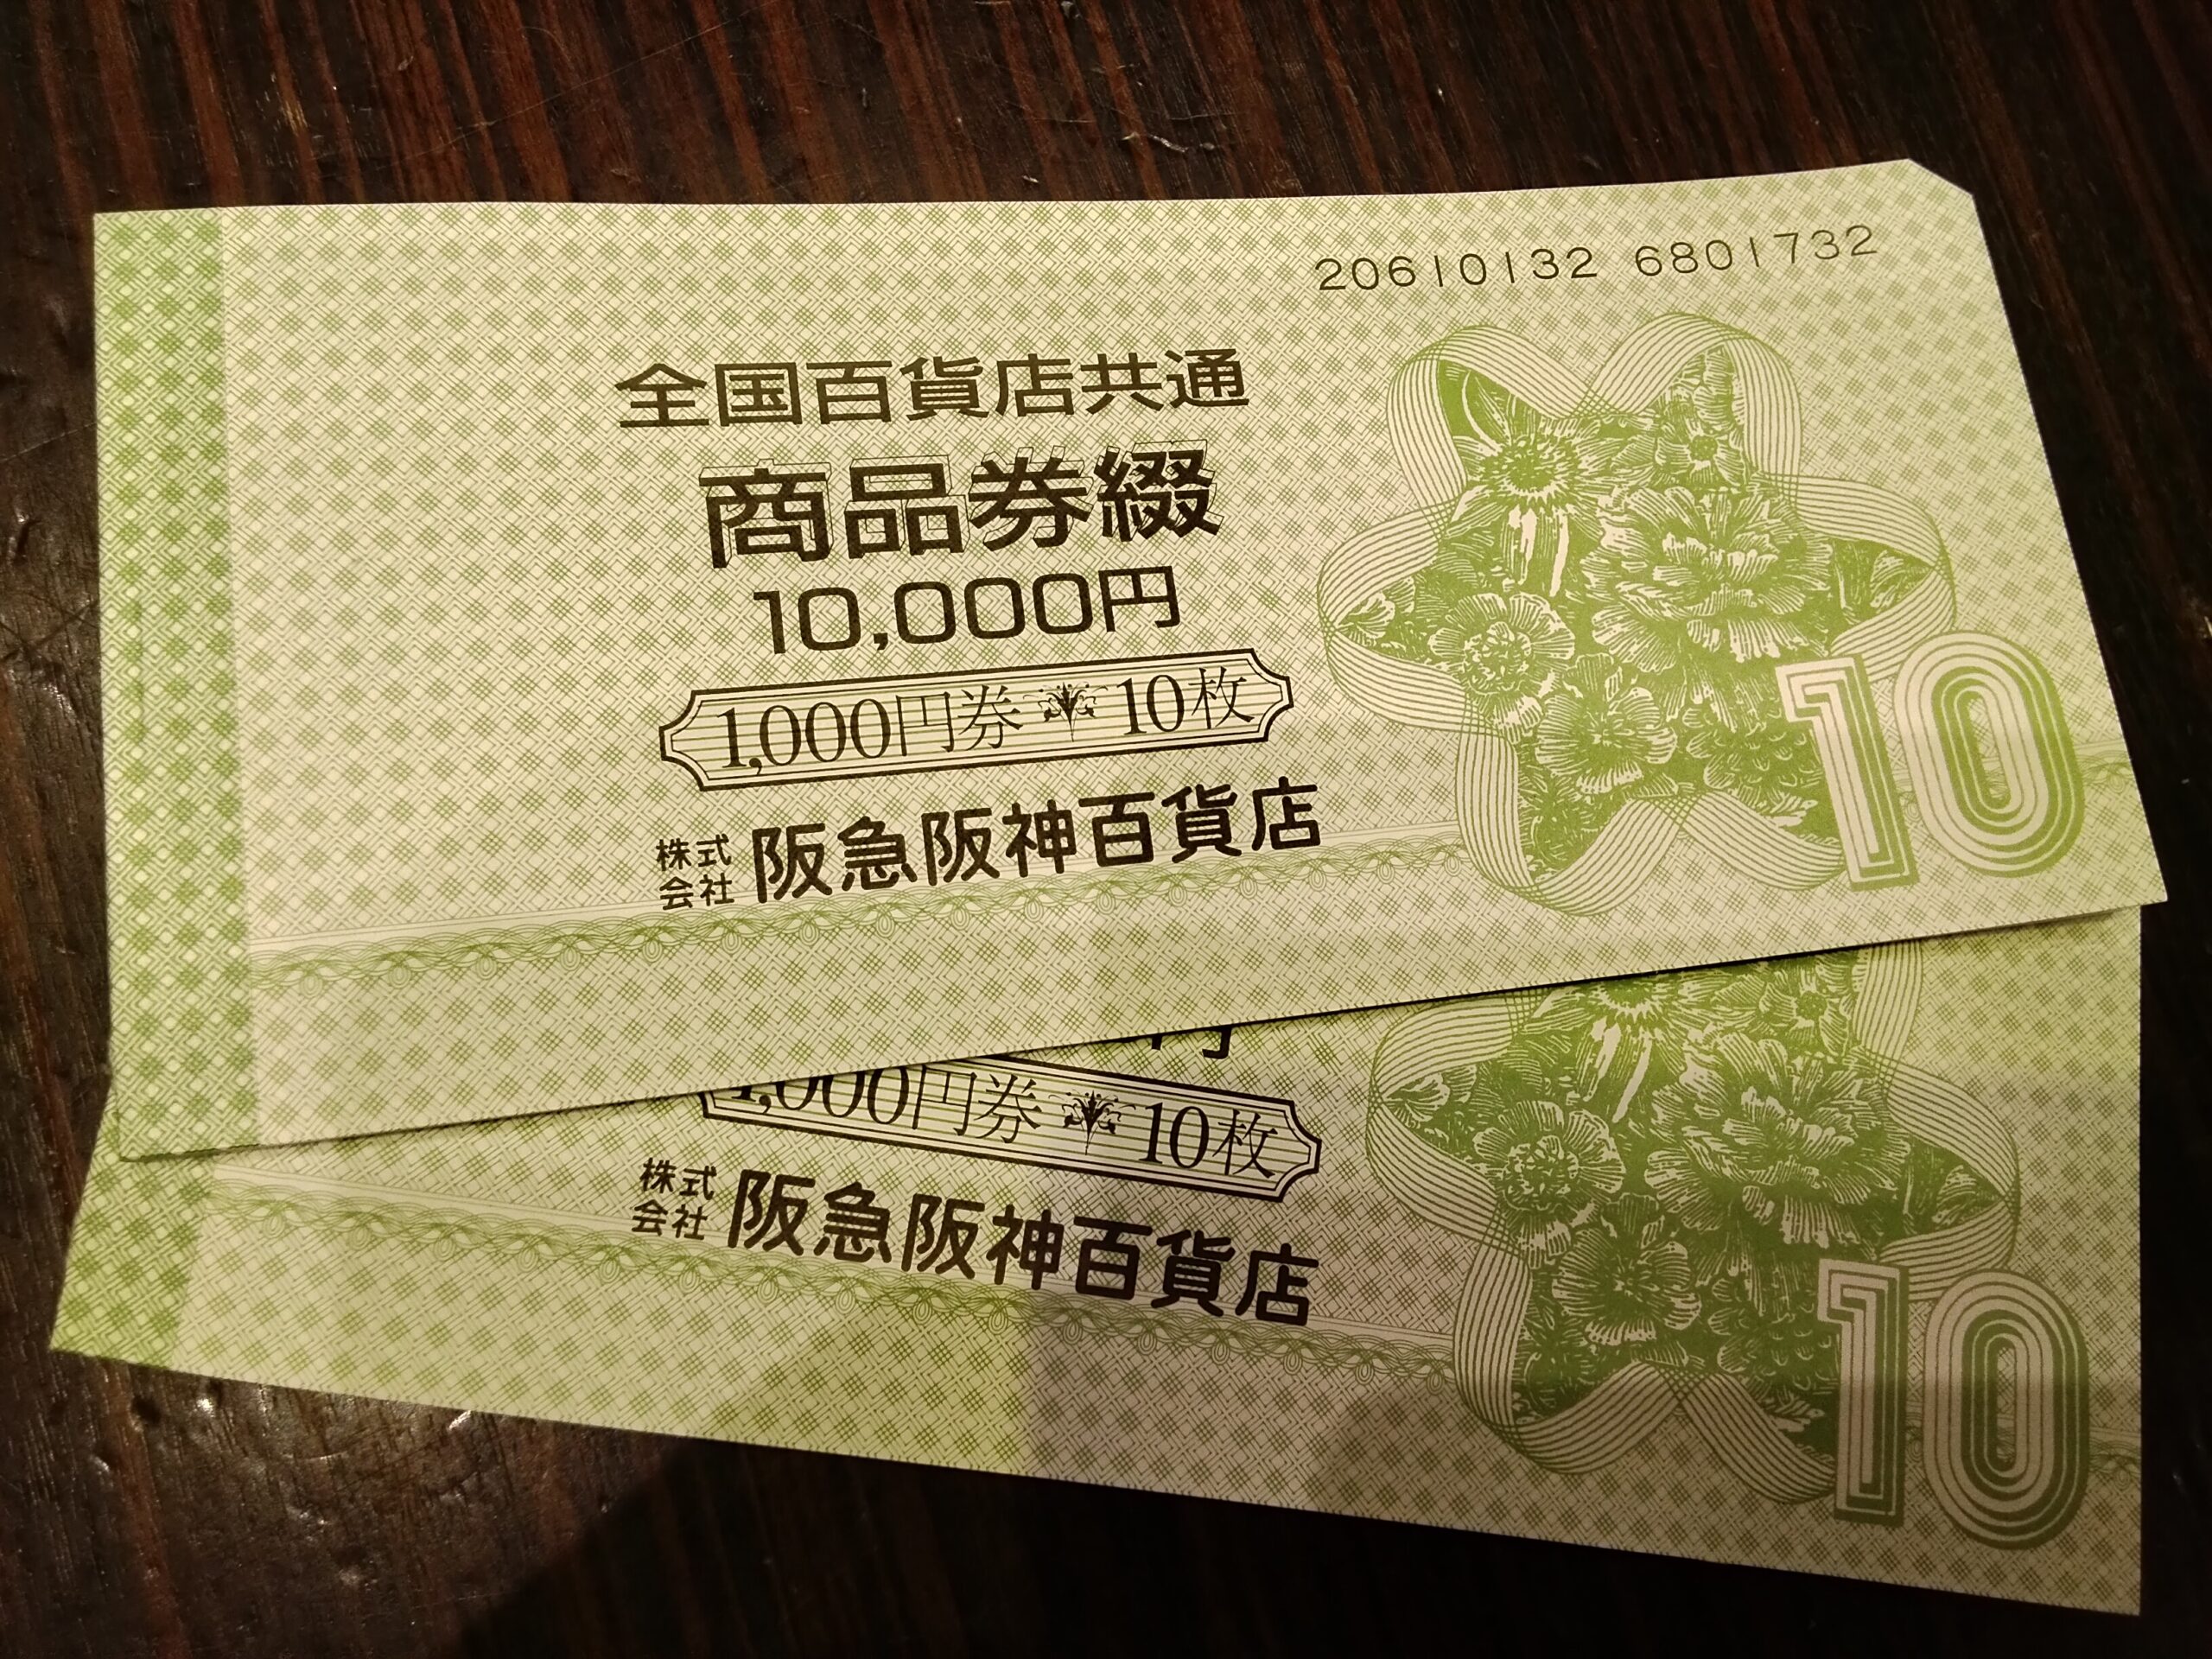 20610132 6801732
全国百貨店共通
商品券綴
10,000円
1,000円券 10枚
株式会社 阪急阪神百貨店
10
円
1,000円券 10枚
株式会社 阪急阪神百貨店
10